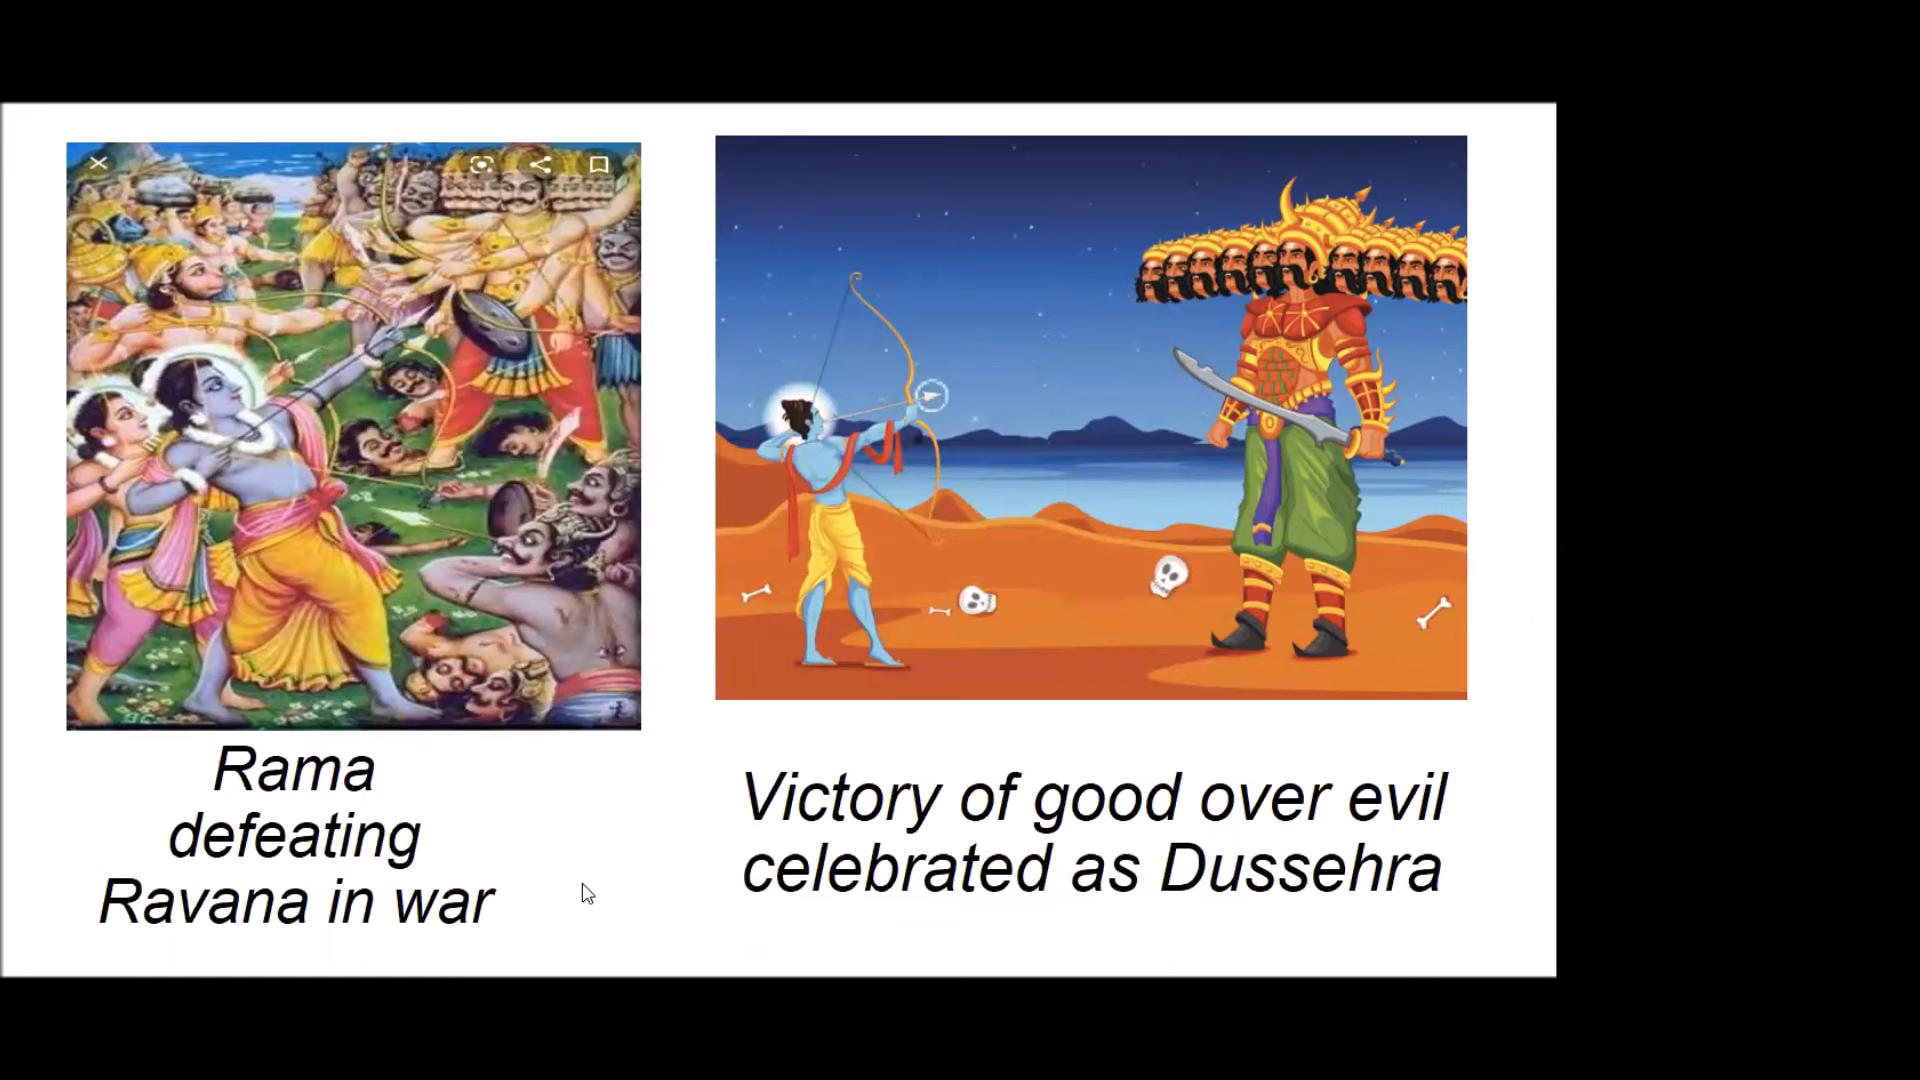 Rama
defeating
Ravana in war
Victory of good over evil
celebrated as Dussehra